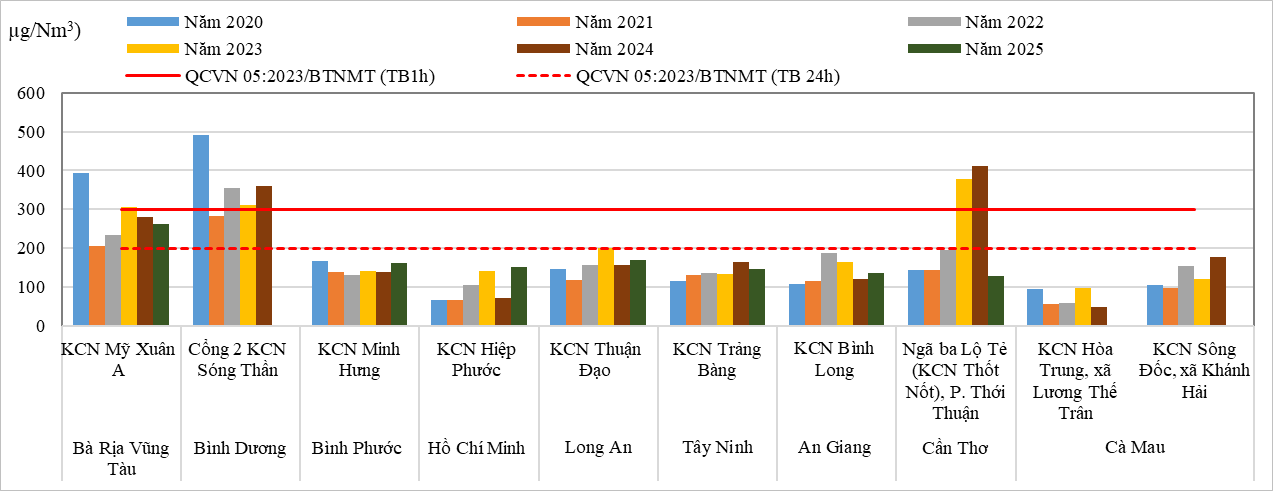 µg/Nm³)
Năm 2020
Năm 2021
Năm 2022
Năm 2023
Năm 2024
Năm 2025
QCVN 05:2023/BTNMT (TB1h)
QCVN 05:2023/BTNMT (TB 24h)
600
500
400
300
200
100
0
KCN Mỹ Xuân
A
Cổng 2 KCN
Sóng Thần
KCN Minh
Hưng
KCN Hiệp
Phước
KCN Thuận
Đạo
KCN Trảng
Bàng
KCN Bình
Long
Ngã ba Lộ Tẻ
(KCN Thốt
Nốt), P. Thới
Thuận
KCN Hòa
Trung, xã
Lương Thế
Trân
KCN Sông
Đốc, xã Khánh
Hải
Bà Rịa Vũng
Tàu
Bình Dương
Bình Phước
Hồ Chí Minh
Long An
Tây Ninh
An Giang
Cần Thơ
Cà Mau